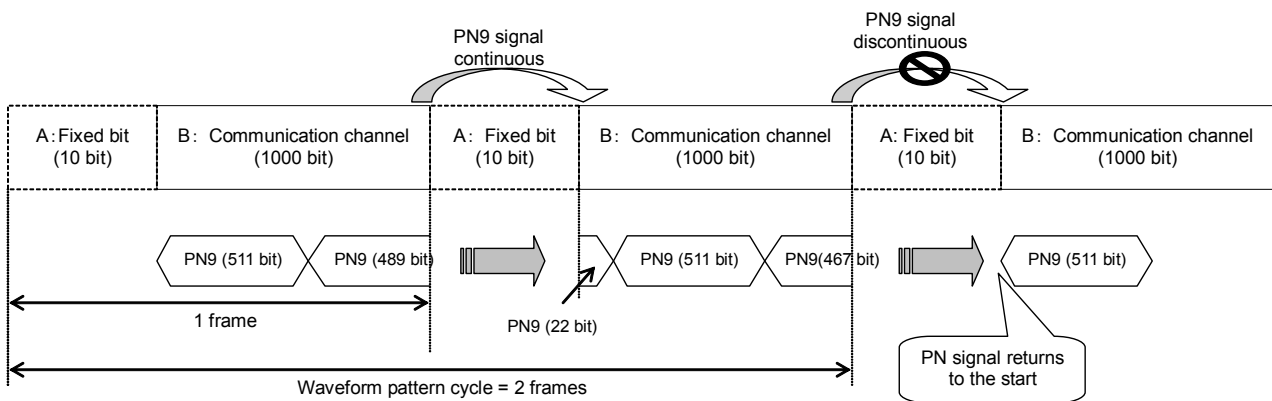 PN9 signal
continuous
PN9 signal
discontinuous
A:Fixed bit
(10 bit)
B: Communication channel
(1000 bit)
A: Fixed bit
(10 bit)
B: Communication channel
(1000 bit)
A: Fixed bit
(10 bit)
B: Communication channel
(1000 bit)
PN9 (511 bit)
PN9 (489 bit)
PN9 (511 bit)
PN9(467 bit)
PN9 (511 bit)
1 frame
PN9 (22 bit)
PN signal returns
to the start
Waveform pattern cycle = 2 frames